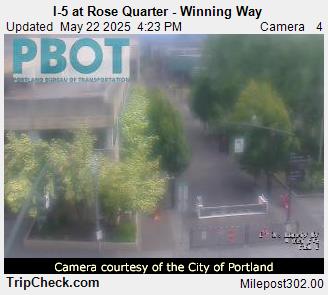 I-5 at Rose Quarter - Winning Way
Updated May 22 2025 4:23 PM Camera 4
PBOT
PORTLAND BUREAU OF TRANSPORTATION
Camera courtesy of the City of Portland
TripCheck.com Milepost302.00